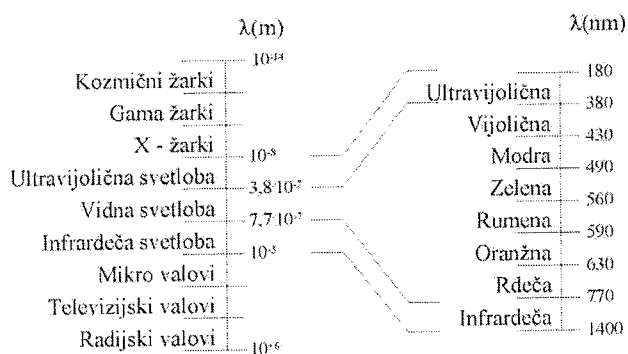 λ(m)
10⁻¹⁴
Kozmični žarki
Gama žarki
X - žarki
10⁻⁸
Ultravijolična svetloba
3,8·10⁻⁷
Vidna svetloba
7,7·10⁻⁷
Infrardeča svetloba
10⁻³
Mikro valovi
Televizijski valovi
Radijski valovi
10⁺⁶
λ(nm)
180
Ultravijolična
380
Vijolična
430
Modra
490
Zelena
560
Rumena
590
Oranžna
630
Rdeča
770
Infrardeča
1400